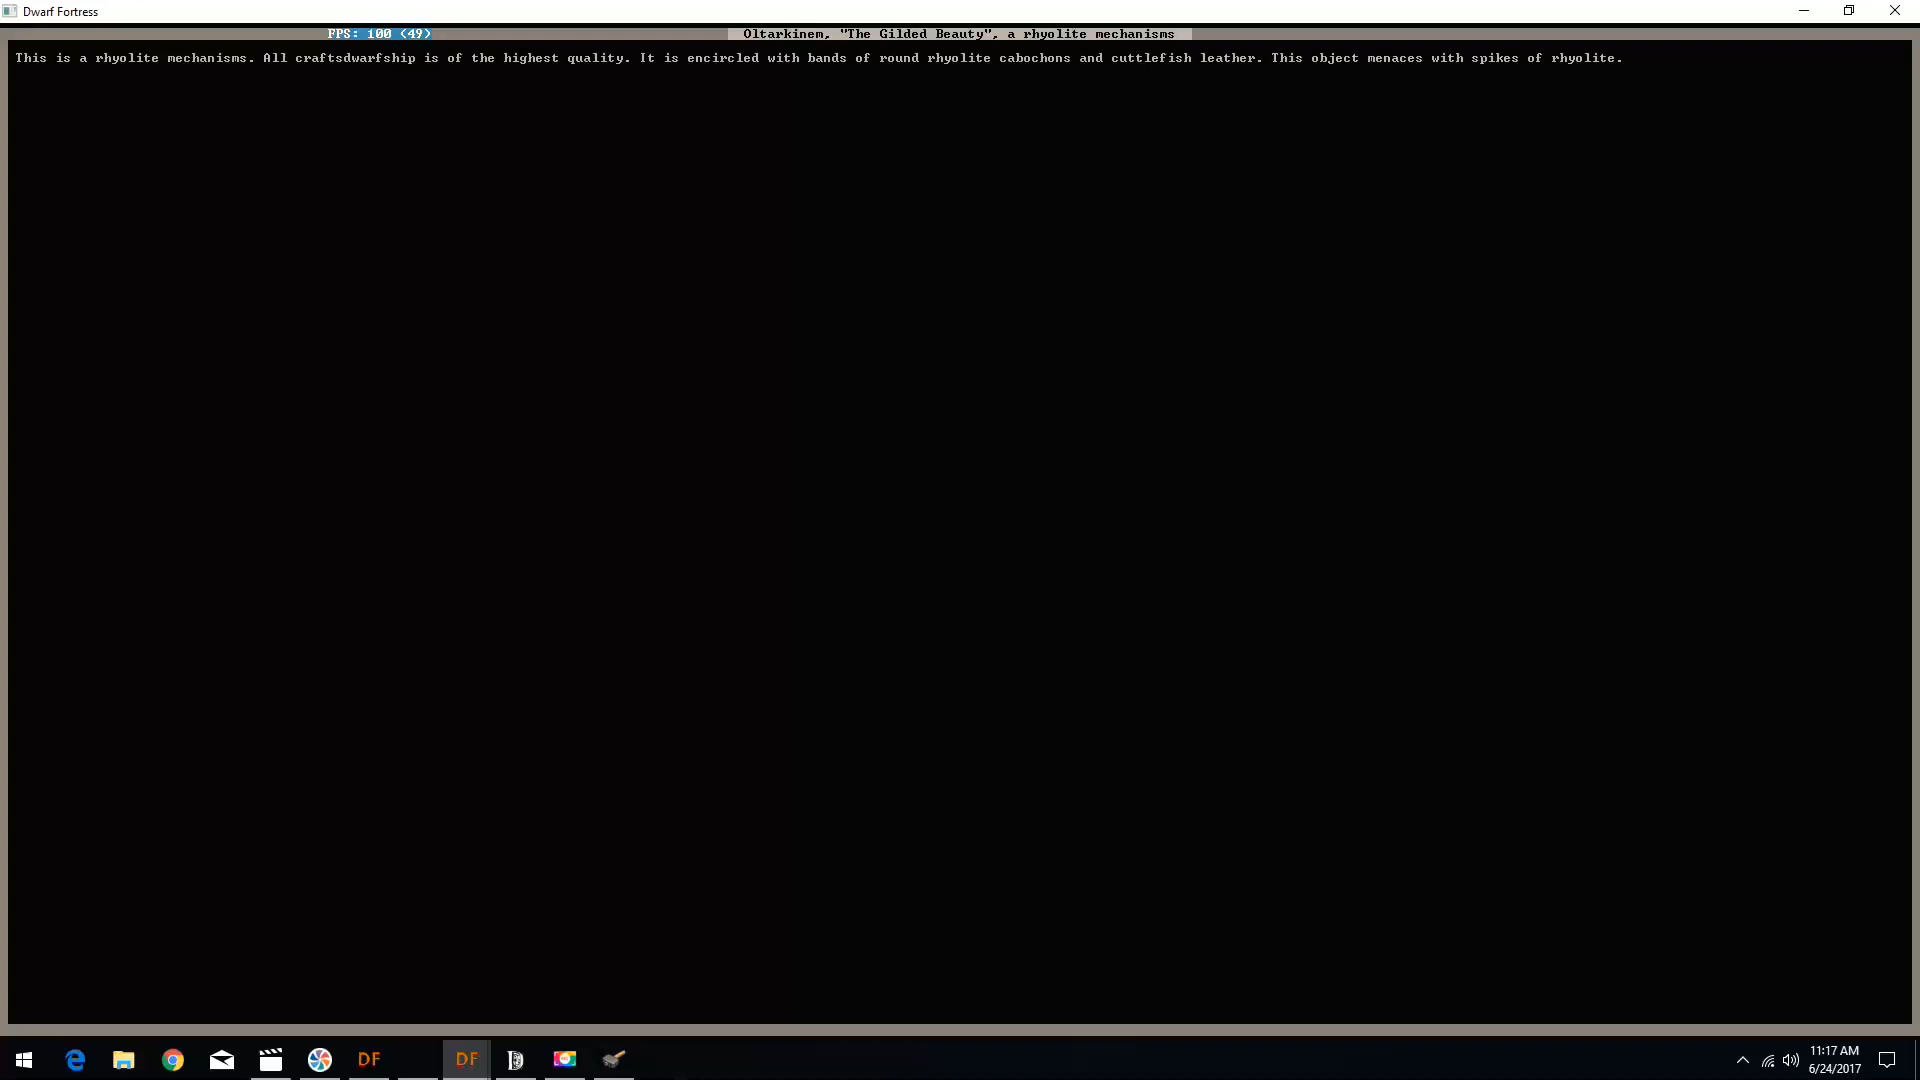 Dwarf Fortress
FPS: 100 (49)
Oltarkinem, "The Gilded Beauty", a rhyolite mechanisms
This is a rhyolite mechanisms. All craftsdwarfship is of the highest quality. It is encircled with bands of round rhyolite cabochons and cuttlefish leather. This object menaces with spikes of rhyolite.
DF
DF
11:17 AM
6/24/2017